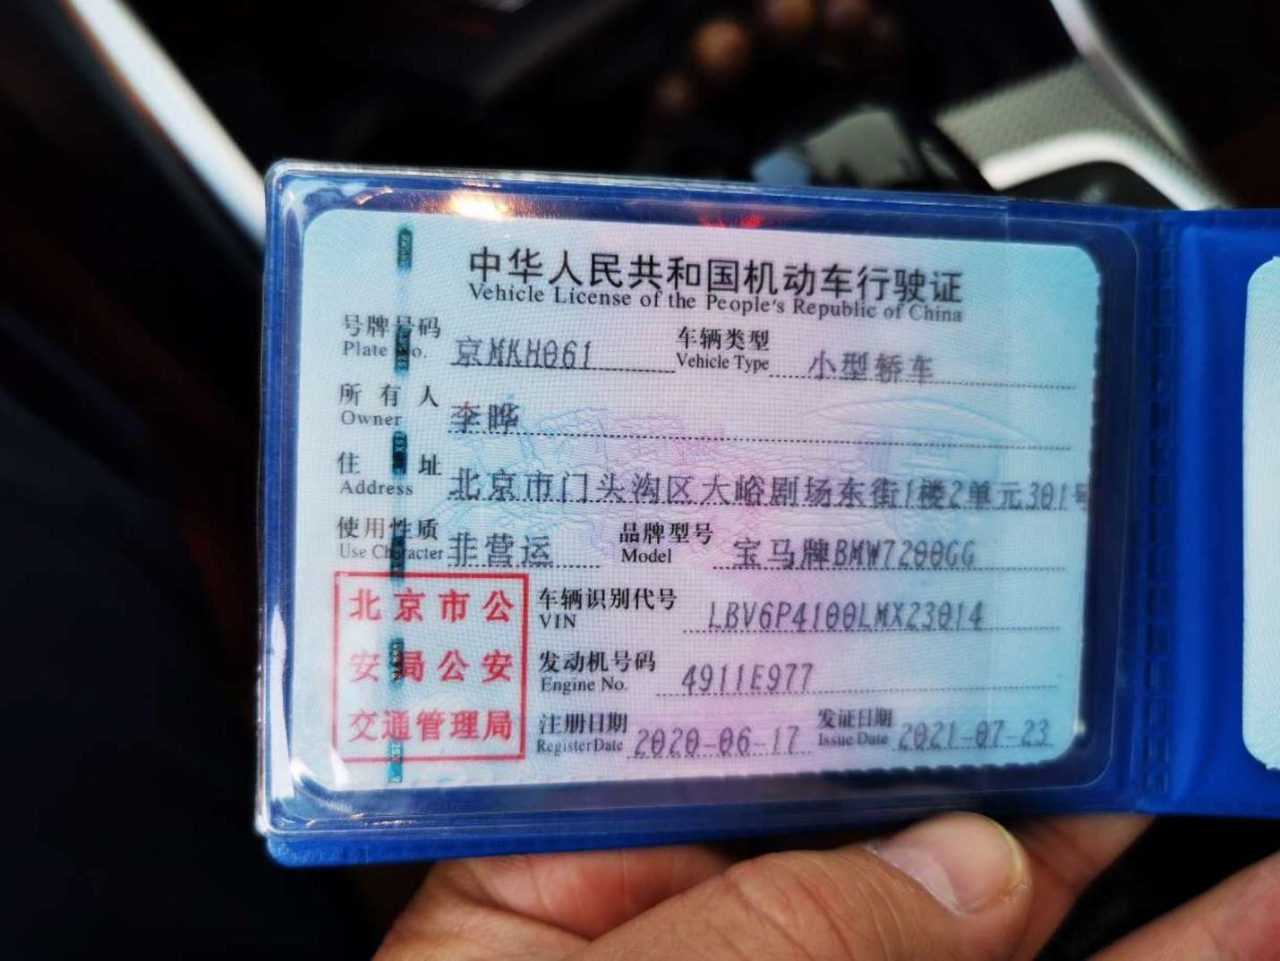 中华人民共和国机动车行驶证
Vehicle License of the People's Republic of China
号牌号码 京MKH061 车辆类型 小型轿车
Plate No. Vehicle Type
所有人 李晔
Owner
住址 北京市门头沟区大峪剧场东街1楼2单元301号
Address
使用性质 非营运 品牌型号 宝马牌BMW7200GG
Use Character Model
北京市公
安局公安
交通管理局
车辆识别代号 LBV6P4100LMX23014
VIN
发动机号码 4911E977
Engine No.
注册日期 2020-06-17 发证日期 2021-07-23
Register Date Issue Date